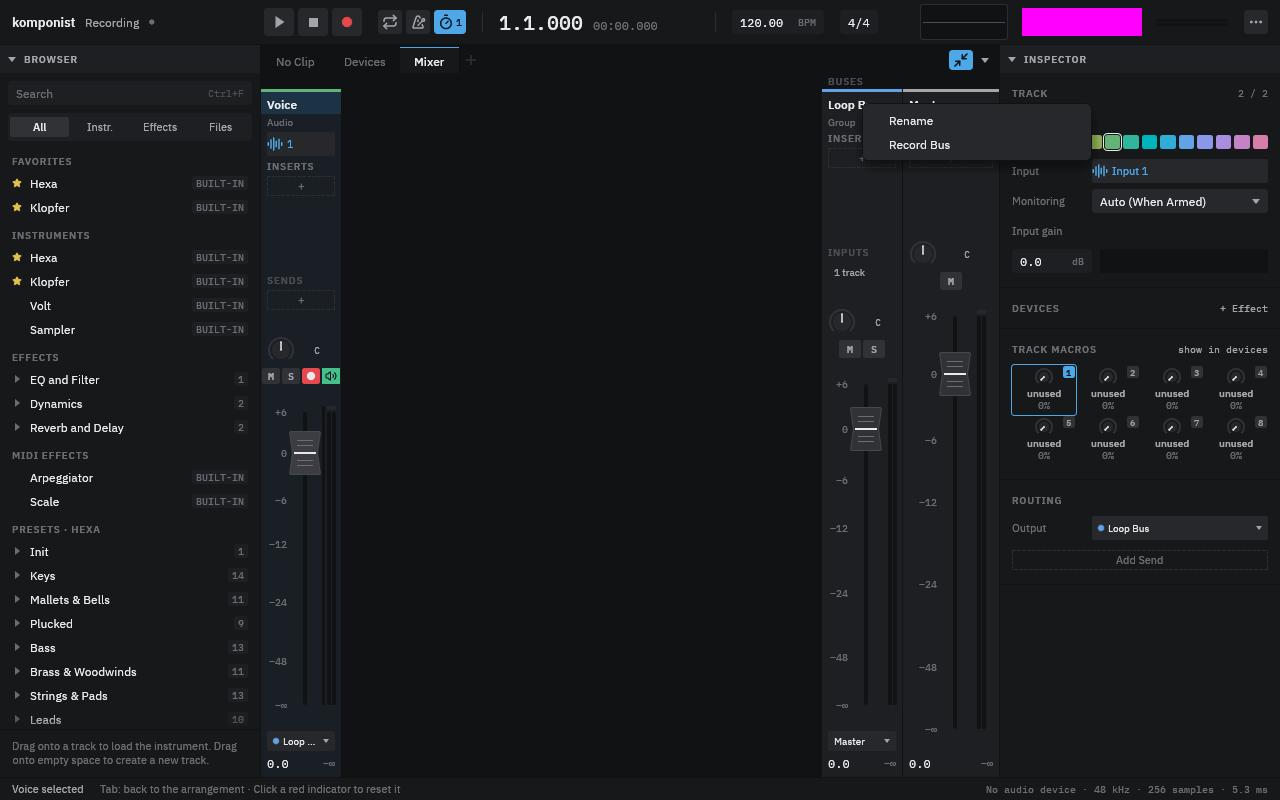 komponist Recording
1
1.1.000 00:00.000
120.00 BPM
4/4
BROWSER
Search Ctrl+F
All Instr. Effects Files
FAVORITES
Hexa BUILT-IN
Klopfer BUILT-IN
INSTRUMENTS
Hexa BUILT-IN
Klopfer BUILT-IN
Volt BUILT-IN
Sampler BUILT-IN
EFFECTS
EQ and Filter 1
Dynamics 2
Reverb and Delay 2
MIDI EFFECTS
Arpeggiator BUILT-IN
Scale BUILT-IN
PRESETS · HEXA
Init 1
Keys 14
Mallets & Bells 11
Plucked 9
Bass 13
Brass & Woodwinds 11
Strings & Pads 13
Leads 10
Drag onto a track to load the instrument. Drag
onto empty space to create a new track.
No Clip Devices Mixer +
Voice
Audio
1
INSERTS
+
SENDS
+
C
M S
+6
0
−6
−12
−24
−48
−∞
Loop ...
0.0 −∞
BUSES
Loop B
Group
INSER
INPUTS
1 track
C
M S
+6
0
−6
−12
−24
−48
−∞
Master
0.0 −∞
Rename
Record Bus
C
M
+6
0
−6
−12
−24
−48
−∞
0.0 −∞
INSPECTOR
TRACK 2 / 2
Input Input 1
Monitoring Auto (When Armed)
Input gain
0.0 dB
DEVICES + Effect
TRACK MACROS show in devices
1 2 3 4
unused unused unused unused
0% 0% 0% 0%
5 6 7 8
unused unused unused unused
0% 0% 0% 0%
ROUTING
Output Loop Bus
Add Send
Voice selected Tab: back to the arrangement · Click a red indicator to reset it
No audio device · 48 kHz · 256 samples · 5.3 ms